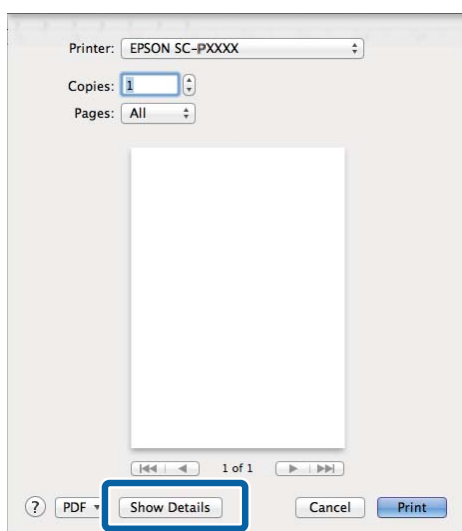 Printer: EPSON SC-PXXXX
Copies: 1
Pages: All
1 of 1
? PDF Show Details Cancel Print